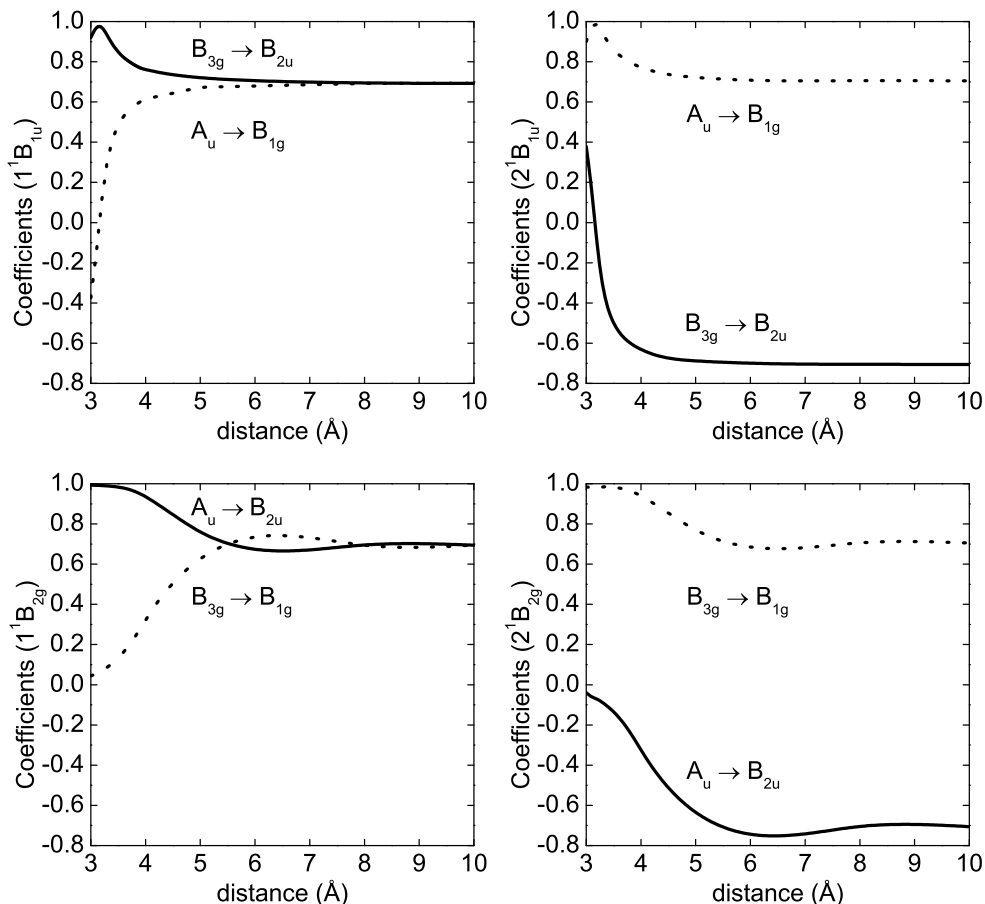 1.0
0.8
0.6
0.4
0.2
0.0
-0.2
-0.4
-0.6
-0.8
Coefficients (1¹B₁ᵤ)
B₃g → B₂ᵤ
Aᵤ → B₁g
3 4 5 6 7 8 9 10
distance (Å)
1.0
0.8
0.6
0.4
0.2
0.0
-0.2
-0.4
-0.6
-0.8
Coefficients (2¹B₁ᵤ)
Aᵤ → B₁g
B₃g → B₂ᵤ
3 4 5 6 7 8 9 10
distance (Å)
1.0
0.8
0.6
0.4
0.2
0.0
-0.2
-0.4
-0.6
-0.8
Coefficients (1¹B₂g)
Aᵤ → B₂ᵤ
B₃g → B₁g
3 4 5 6 7 8 9 10
distance (Å)
1.0
0.8
0.6
0.4
0.2
0.0
-0.2
-0.4
-0.6
-0.8
Coefficients (2¹B₂g)
B₃g → B₁g
Aᵤ → B₂ᵤ
3 4 5 6 7 8 9 10
distance (Å)